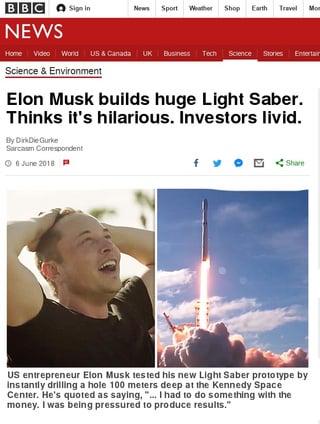 BBC Sign in News Sport Weather Shop Earth Travel
NEWS
Home Video World US & Canada UK Business Tech Science Stories
Science & Environment
Elon Musk builds huge Light Saber.
Thinks it's hilarious. Investors livid.
By DirkDieGurke
Sarcasm Correspondent
6 June 2018 Share
US entrepreneur Elon Musk tested his new Light Saber prototype by
instantly drilling a hole 100 meters deep at the Kennedy Space
Center. He's quoted as saying, "... I had to do something with the
money. I was being pressured to produce results."